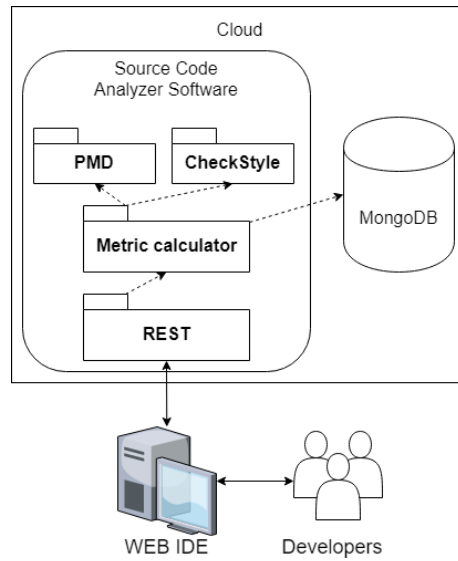 Cloud
Source Code
Analyzer Software
PMD
CheckStyle
Metric calculator
MongoDB
REST
WEB IDE
Developers